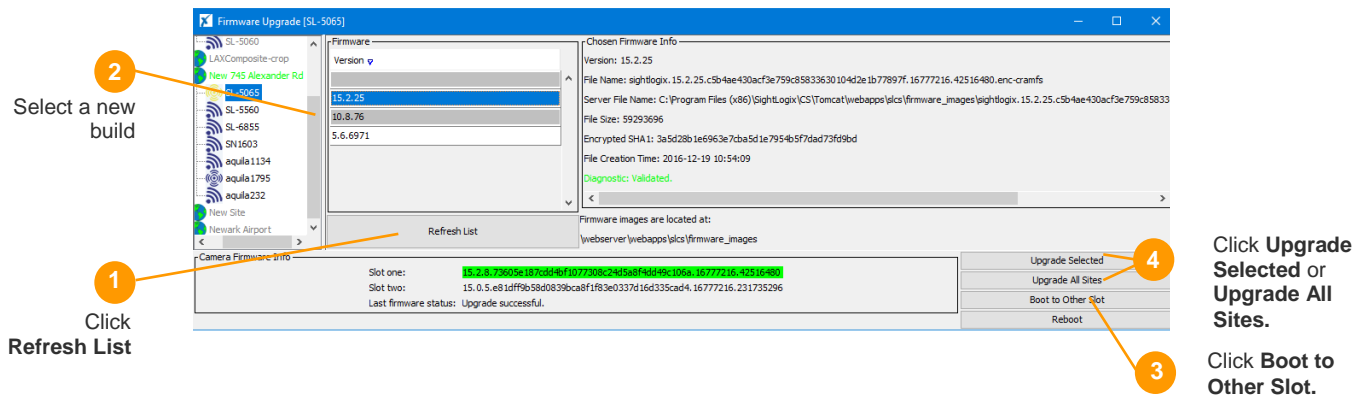 Firmware Upgrade [SL-5065]
SL-5060
LAXComposite-crop
New 745 Alexander Rd
SL-5065
SL-5560
SL-6855
SN1603
aquila1134
aquila1795
aquila232
New Site
Newark Airport
Firmware
Version
15.2.25
10.8.76
5.6.6971
Refresh List
Chosen Firmware Info
Version: 15.2.25
File Name: sightlogix.15.2.25.c5b4ae430acf3e759c85833630104d2e1b77897f.16777216.42516480.enc-cramfs
Server File Name: C:\Program Files (x86)\SightLogix\CS\Tomcat\webapps\slcs\firmware_images\sightlogix.15.2.25.c5b4ae430acf3e759c85833
File Size: 59293696
Encrypted SHA1: 3a5d28b1e6963e7cba5d1e7954b5f7dad73fd9bd
File Creation Time: 2016-12-19 10:54:09
Diagnostic: Validated.
Firmware images are located at:
\webserver\webapps\slcs\firmware_images
Camera Firmware Info
Slot one: 15.2.8.73605e187cdd4bf1077308c24d5a8f4dd49c106a.16777216.42516480
Slot two: 15.0.5.e81dff9b58d0839bca8f1f83e0337d16d335cad4.16777216.231735296
Last firmware status: Upgrade successful.
Upgrade Selected
Upgrade All Sites
Boot to Other Slot
Reboot
2
Select a new
build
1
Click
Refresh List
4
Click Upgrade
Selected or
Upgrade All
Sites.
3
Click Boot to
Other Slot.